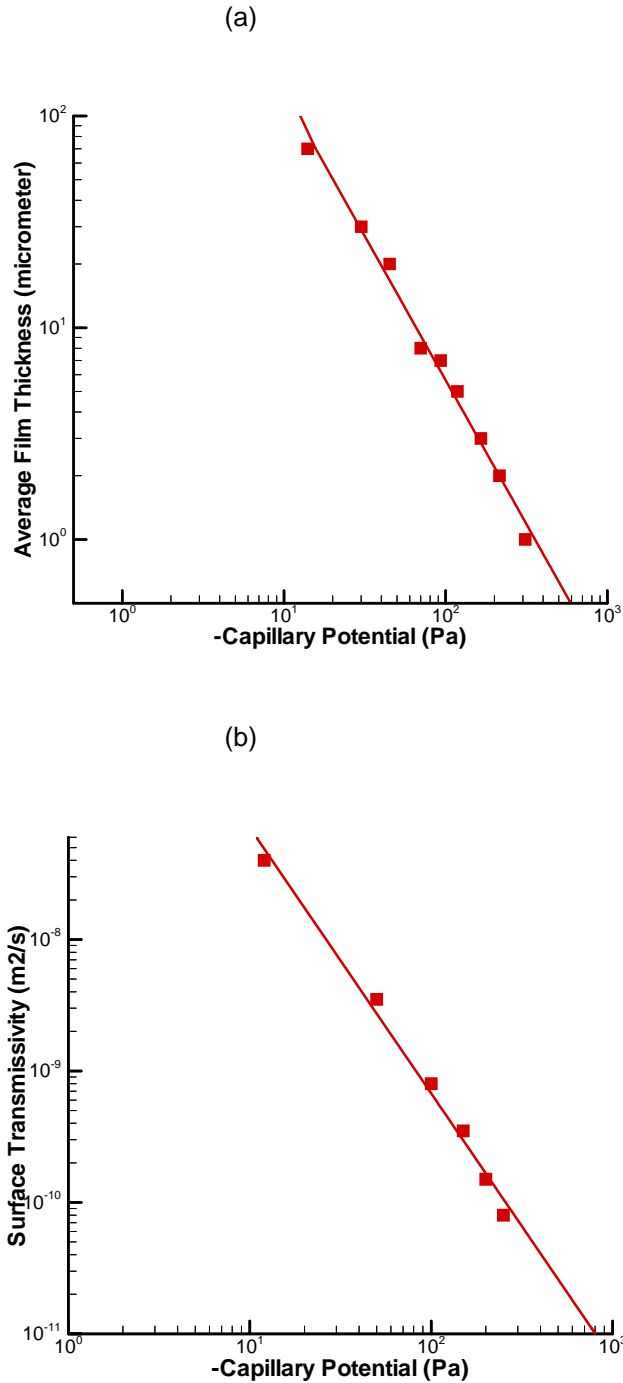 (a)
10²
10¹
10⁰
Average Film Thickness (micrometer)
10⁰ 10¹ 10² 10³
-Capillary Potential (Pa)
(b)
10⁻⁸
10⁻⁹
10⁻¹⁰
10⁻¹¹
Surface Transmissivity (m2/s)
10⁰ 10¹ 10² 10³
-Capillary Potential (Pa)